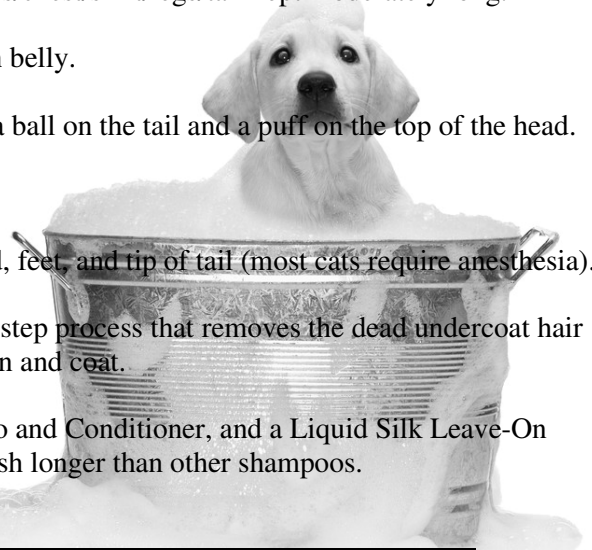 belly.
a ball on the tail and a puff on the top of the head.
feet, and tip of tail (most cats require anesthesia).
step process that removes the dead undercoat hair
and coat.
and Conditioner, and a Liquid Silk Leave-On
longer than other shampoos.